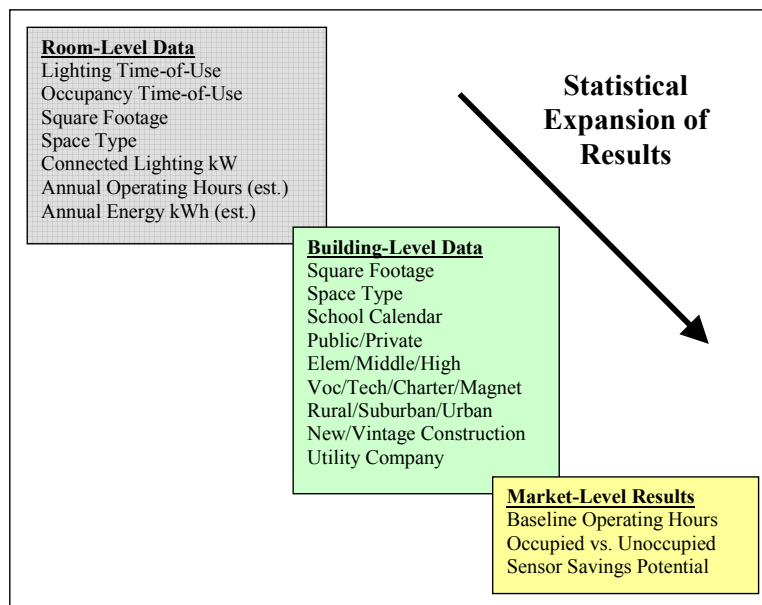 Room-Level Data
Lighting Time-of-Use
Occupancy Time-of-Use
Square Footage
Space Type
Connected Lighting kW
Annual Operating Hours (est.)
Annual Energy kWh (est.)
Statistical
Expansion of
Results
Building-Level Data
Square Footage
Space Type
School Calendar
Public/Private
Elem/Middle/High
Voc/Tech/Charter/Magnet
Rural/Suburban/Urban
New/Vintage Construction
Utility Company
Market-Level Results
Baseline Operating Hours
Occupied vs. Unoccupied
Sensor Savings Potential